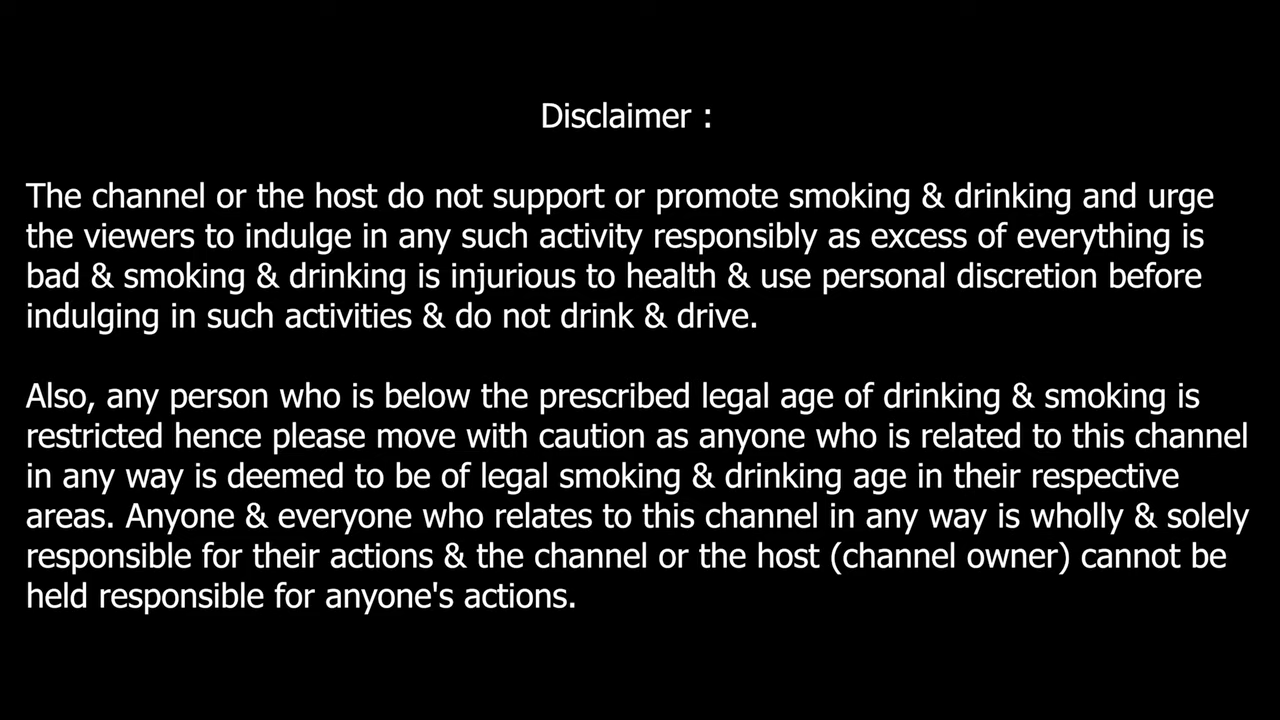 Disclaimer :
The channel or the host do not support or promote smoking & drinking and urge
the viewers to indulge in any such activity responsibly as excess of everything is
bad & smoking & drinking is injurious to health & use personal discretion before
indulging in such activities & do not drink & drive.
Also, any person who is below the prescribed legal age of drinking & smoking is
restricted hence please move with caution as anyone who is related to this channel
in any way is deemed to be of legal smoking & drinking age in their respective
areas. Anyone & everyone who relates to this channel in any way is wholly & solely
responsible for their actions & the channel or the host (channel owner) cannot be
held responsible for anyone's actions.